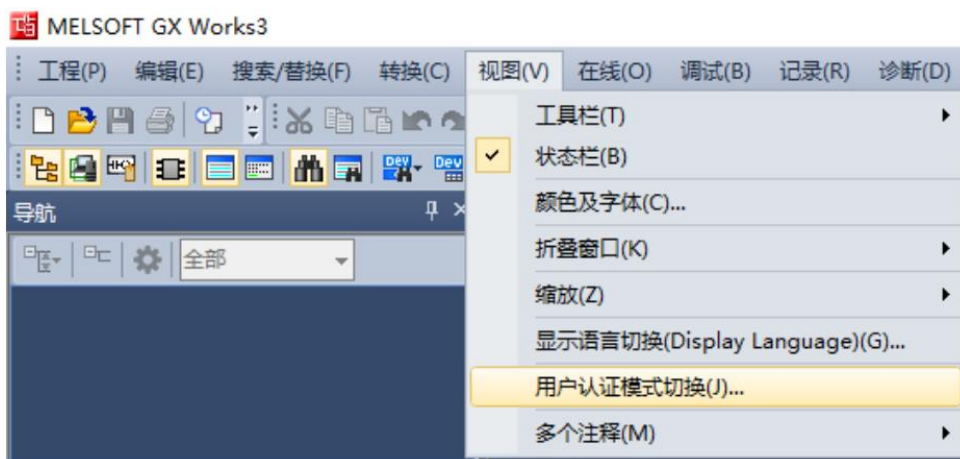 MELSOFT GX Works3
工程(P) 编辑(E) 搜索/替换(F) 转换(C) 视图(V) 在线(O) 调试(B) 记录(R) 诊断(D)
工具栏(T)
Dev Dev
状态栏(B)
导航
颜色及字体(C)...
全部
折叠窗口(K)
缩放(Z)
显示语言切换(Display Language)(G)...
用户认证模式切换(J)...
多个注释(M)